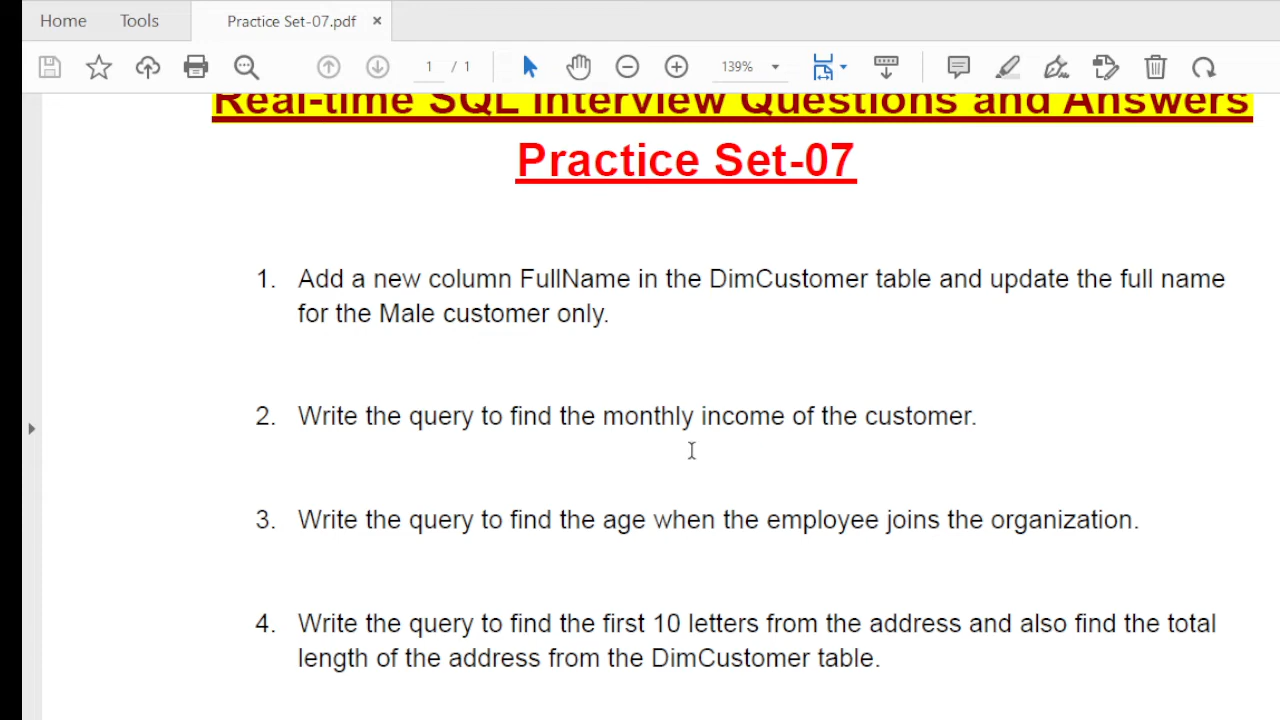 Home Tools Practice Set-07.pdf ×
1 / 1 139%
Real-time SQL Interview Questions and Answers
Practice Set-07
1. Add a new column FullName in the DimCustomer table and update the full name
for the Male customer only.
2. Write the query to find the monthly income of the customer.
3. Write the query to find the age when the employee joins the organization.
4. Write the query to find the first 10 letters from the address and also find the total
length of the address from the DimCustomer table.